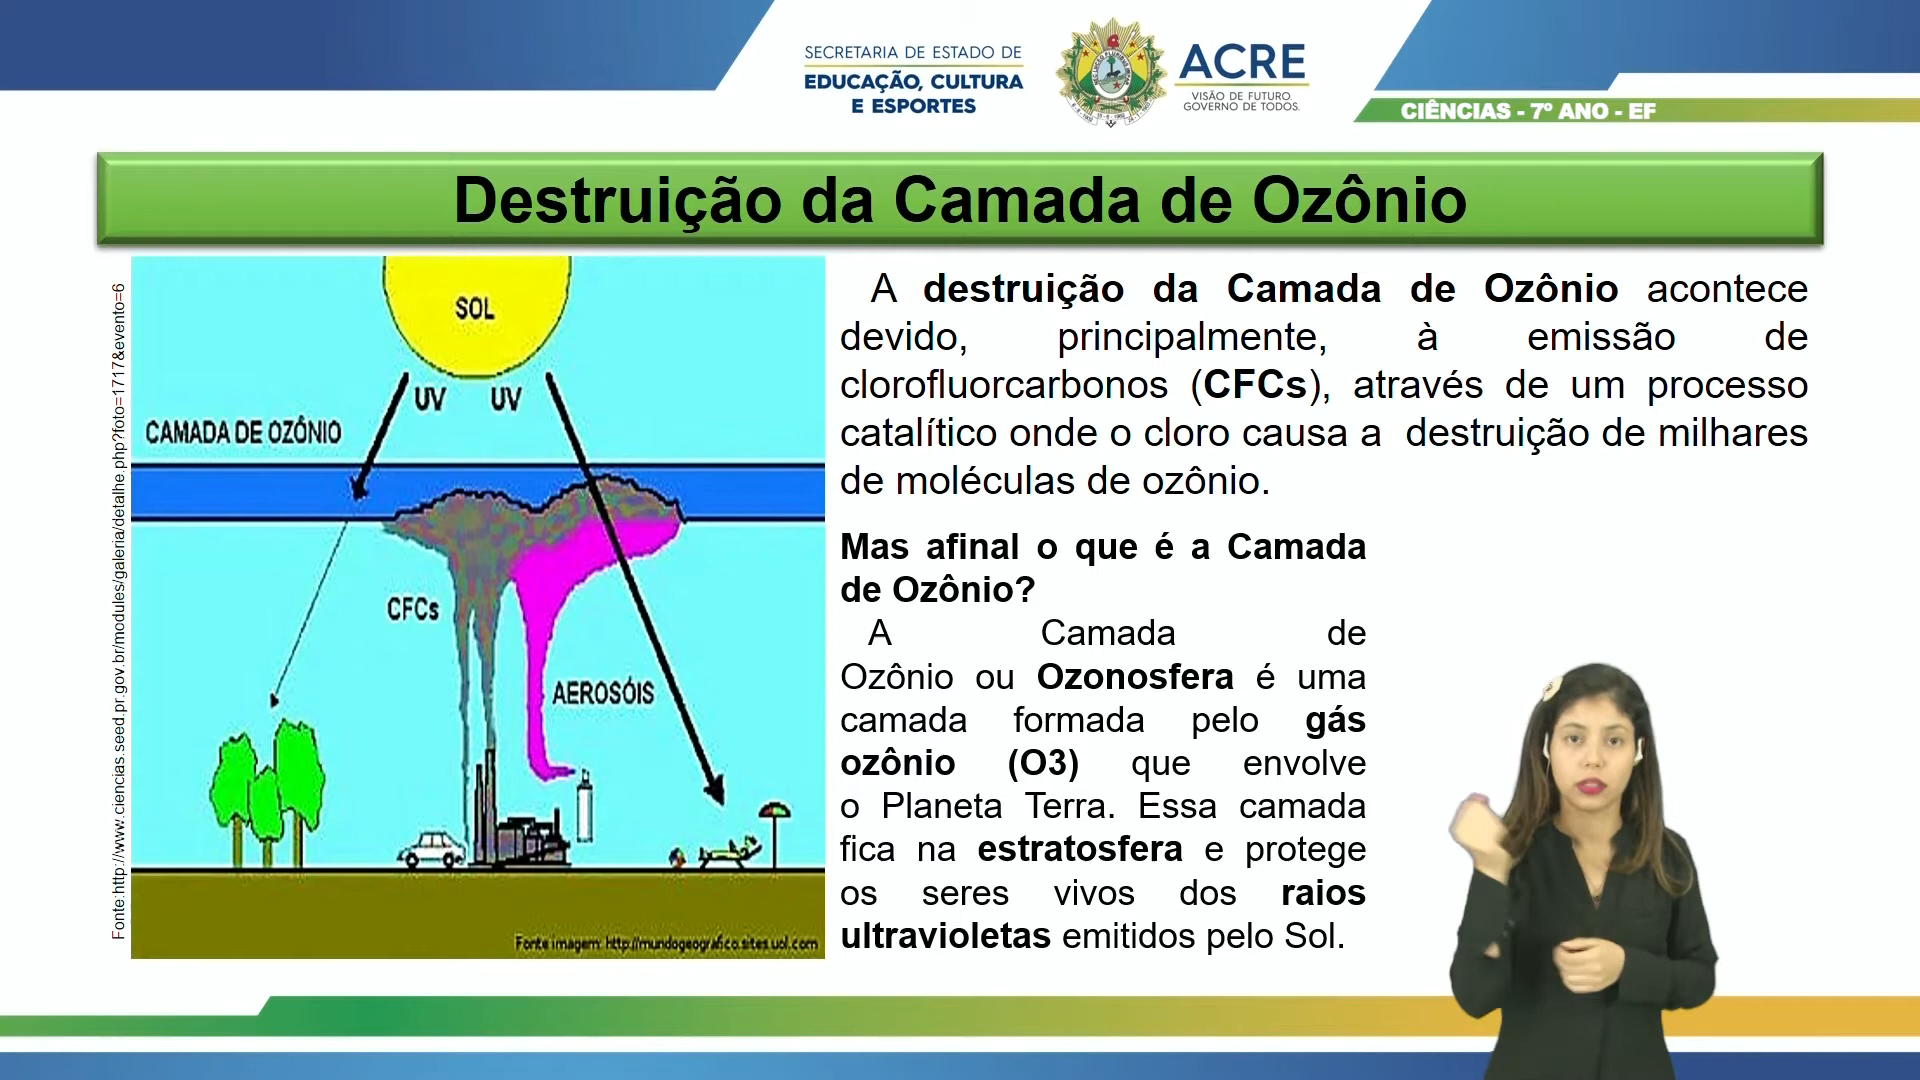 SECRETARIA DE ESTADO DE
EDUCAÇÃO, CULTURA
E ESPORTES
ACRE
VISÃO DE FUTURO.
GOVERNO DE TODOS.
CIÊNCIAS - 7º ANO - EF
Destruição da Camada de Ozônio
Fonte:http://www.ciencias.seed.pr.gov.br/modules/galeria/detalhe.php?foto=1717&evento=6
SOL
UV UV
CAMADA DE OZÔNIO
CFCs
AEROSÓIS
Fonte imagem: http://mundogeografico.sites.uol.com
A destruição da Camada de Ozônio acontece
devido, principalmente, à emissão de
clorofluorcarbonos (CFCs), através de um processo
catalítico onde o cloro causa a destruição de milhares
de moléculas de ozônio.
Mas afinal o que é a Camada
de Ozônio?
A Camada de
Ozônio ou Ozonosfera é uma
camada formada pelo gás
ozônio (O3) que envolve
o Planeta Terra. Essa camada
fica na estratosfera e protege
os seres vivos dos raios
ultravioletas emitidos pelo Sol.